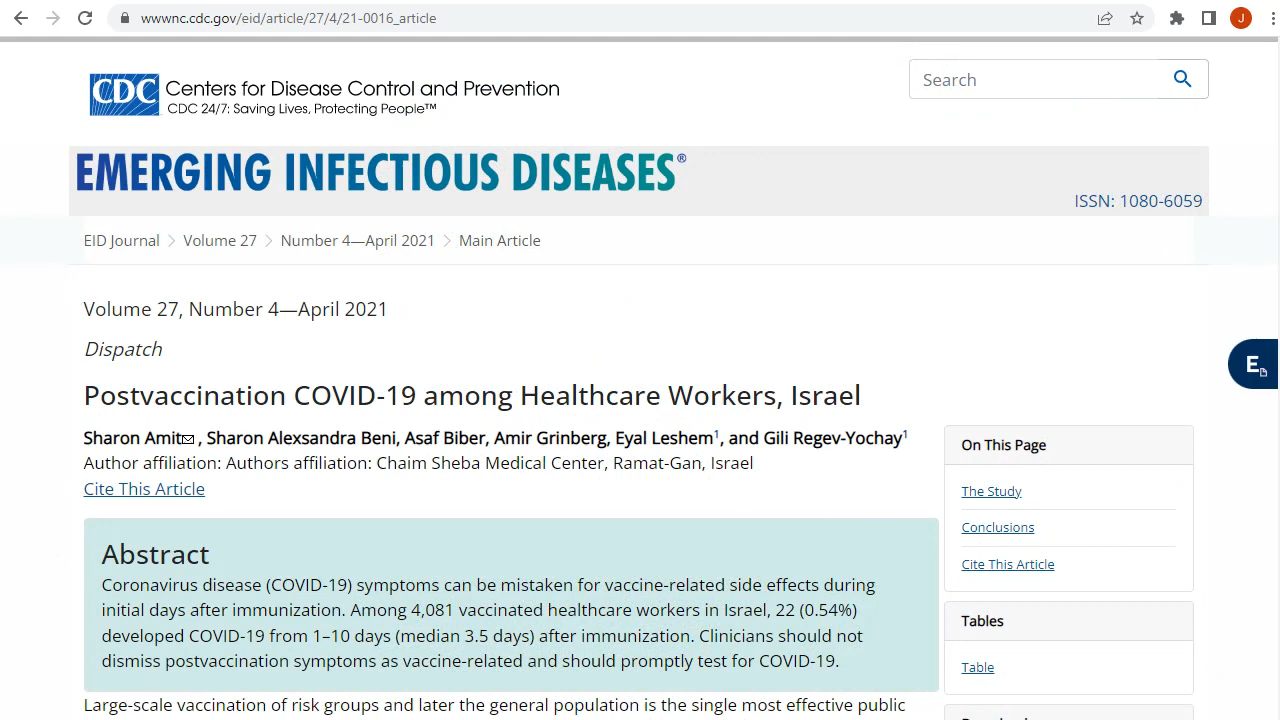 wwwnc.cdc.gov/eid/article/27/4/21-0016_article
J
CDC
Centers for Disease Control and Prevention
CDC 24/7: Saving Lives, Protecting People™
Search
EMERGING INFECTIOUS DISEASES®
ISSN: 1080-6059
EID Journal > Volume 27 > Number 4—April 2021 > Main Article
Volume 27, Number 4—April 2021
Dispatch
Postvaccination COVID-19 among Healthcare Workers, Israel
Sharon Amit, Sharon Alexsandra Beni, Asaf Biber, Amir Grinberg, Eyal Leshem1, and Gili Regev-Yochay1
Author affiliation: Authors affiliation: Chaim Sheba Medical Center, Ramat-Gan, Israel
Cite This Article
Abstract
Coronavirus disease (COVID-19) symptoms can be mistaken for vaccine-related side effects during
initial days after immunization. Among 4,081 vaccinated healthcare workers in Israel, 22 (0.54%)
developed COVID-19 from 1–10 days (median 3.5 days) after immunization. Clinicians should not
dismiss postvaccination symptoms as vaccine-related and should promptly test for COVID-19.
Large-scale vaccination of risk groups and later the general population is the single most effective public
On This Page
The Study
Conclusions
Cite This Article
Tables
Table
E